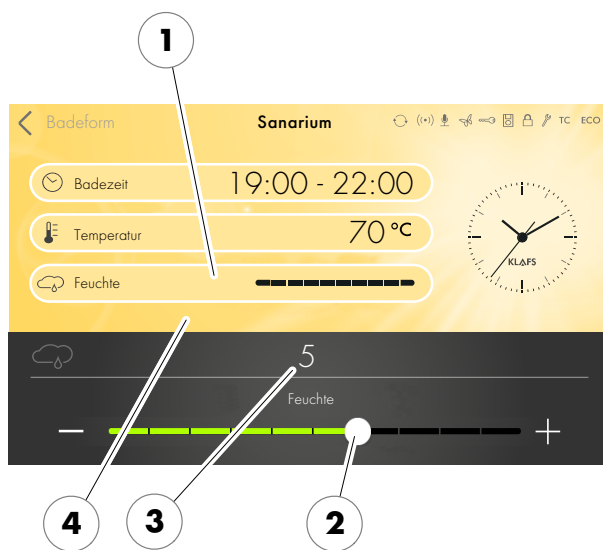 1
Badeform Sanarium TC ECO
Badezeit 19:00 - 22:00
Temperatur 70 °C
Feuchte
KLAFS
5
Feuchte
4 3 2